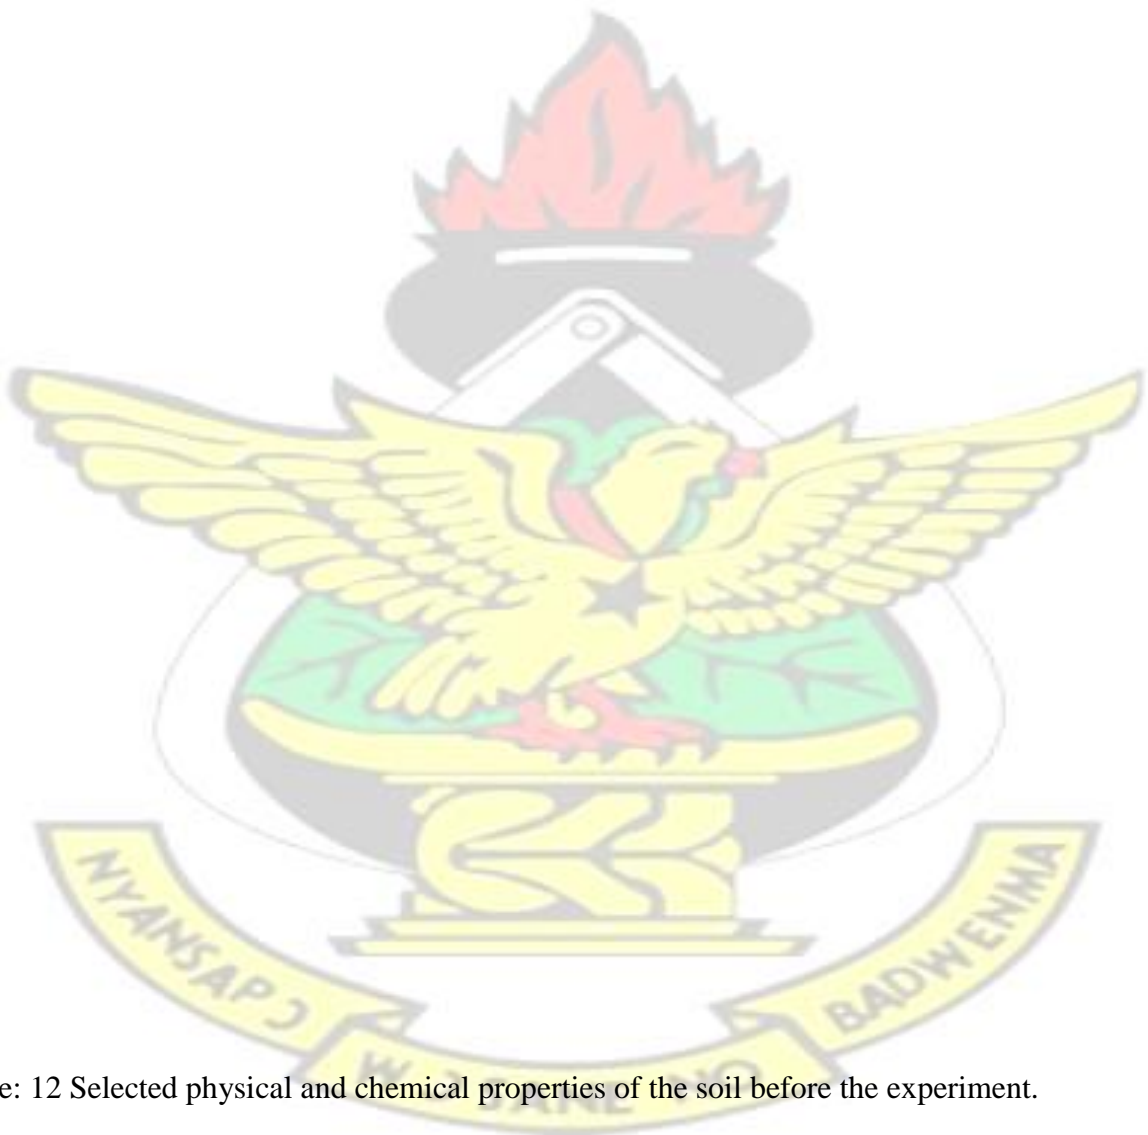 NYANSAPƆ
BADWENMA
e: 12 Selected physical and chemical properties of the soil before the experiment.